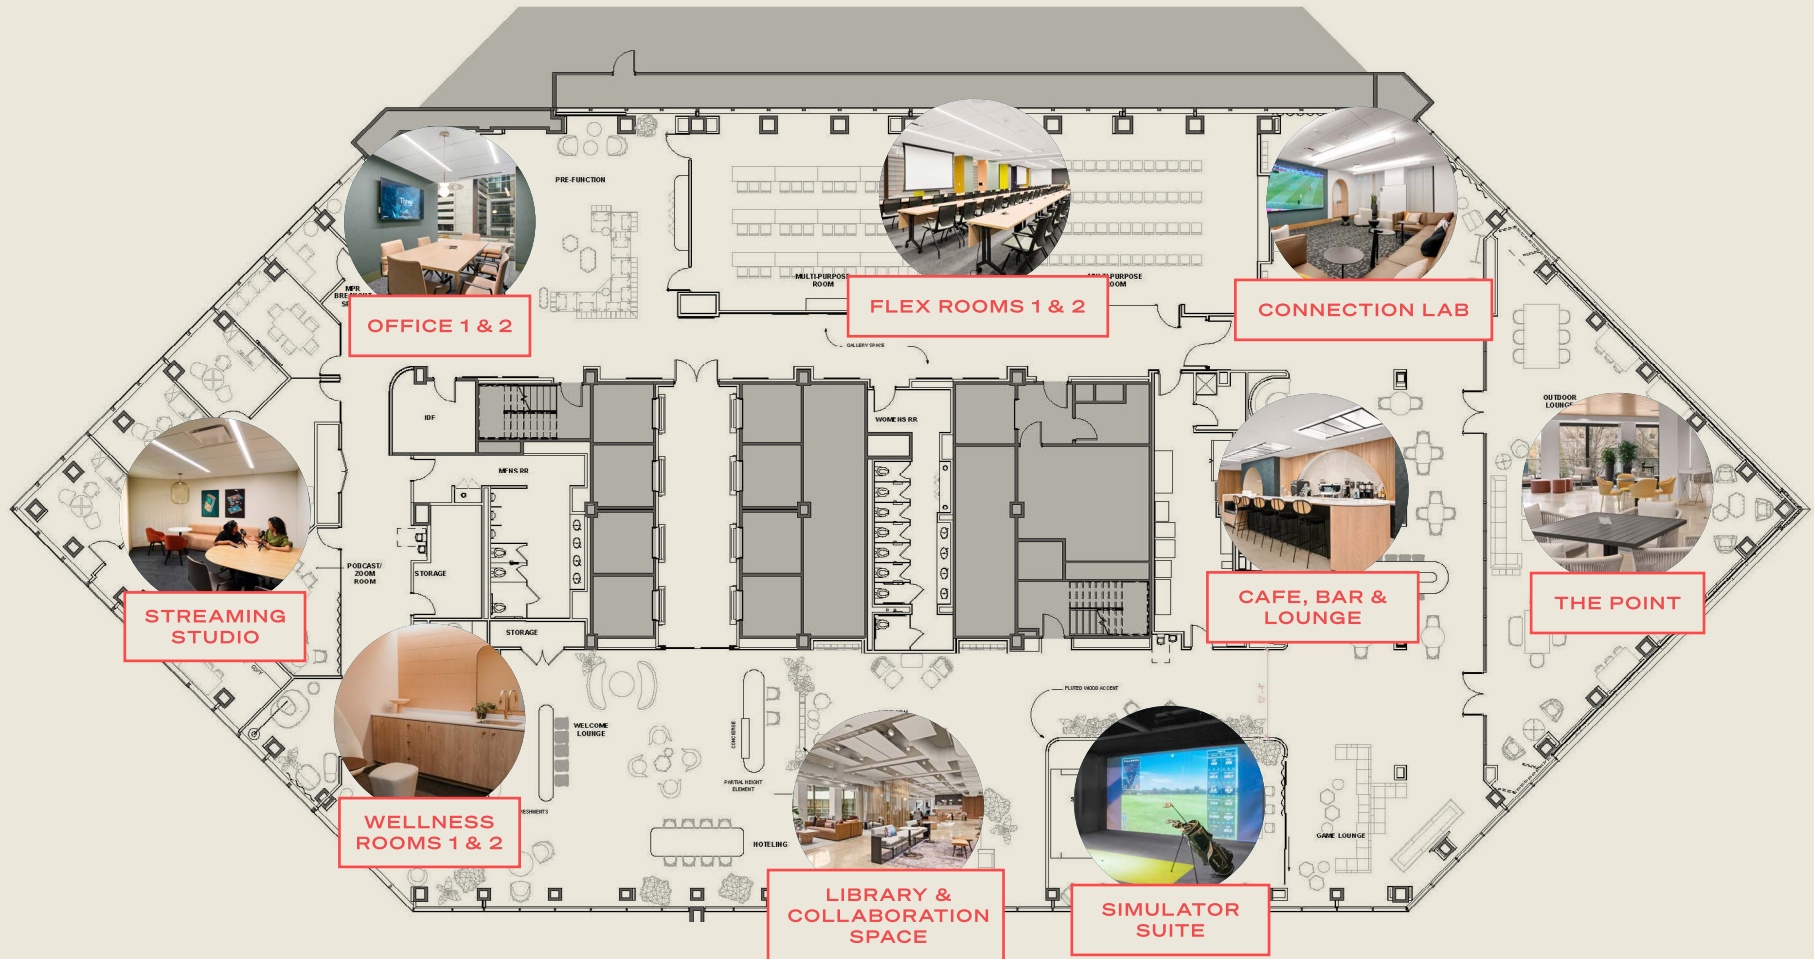 PRE-FUNCTION
MULTI-PURPOSE
ROOM
MPR
OFFICE 1 & 2
FLEX ROOMS 1 & 2
CONNECTION LAB
GALLERY SPACE
OUTDOOR
IDF
WOMENS RR
MENS RR
STORAGE
PODCAST/
ZOOM
ROOM
STREAMING
STUDIO
CAFE, BAR &
LOUNGE
THE POINT
STORAGE
FLUTED WOOD ACCENT
WELCOME
LOUNGE
CONCIERGE
PARTIAL HEIGHT
ELEMENT
WELLNESS
ROOMS 1 & 2
HOTELING
GAME LOUNGE
LIBRARY &
COLLABORATION
SPACE
SIMULATOR
SUITE